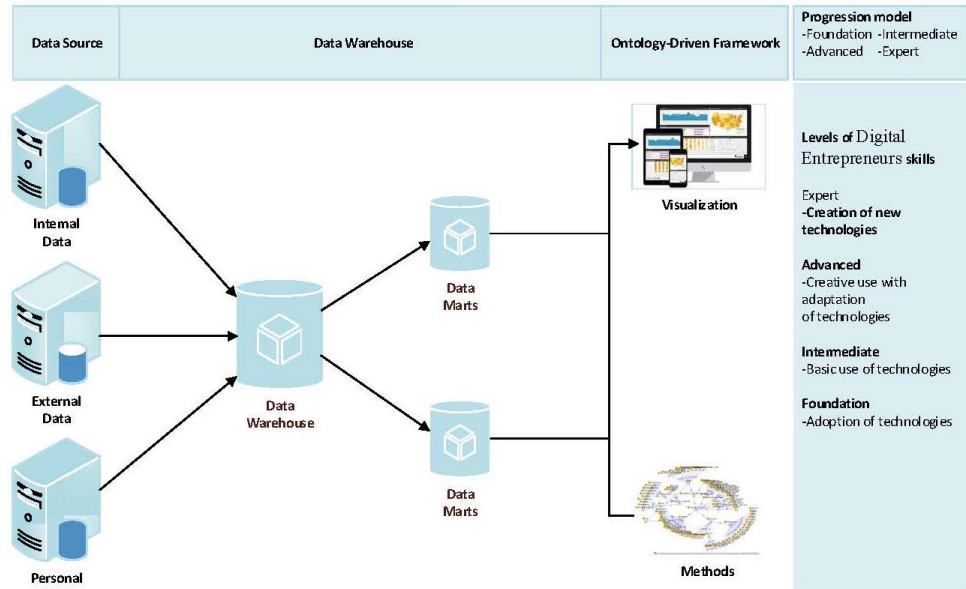 Data Source
Data Warehouse
Ontology-Driven Framework
Progression model
-Foundation -Intermediate
-Advanced -Expert
Internal
Data
External
Data
Personal
Data
Warehouse
Data
Marts
Data
Marts
Visualization
Methods
Levels of Digital
Entrepreneurs skills
Expert
-Creation of new
technologies
Advanced
-Creative use with
adaptation
of technologies
Intermediate
-Basic use of technologies
Foundation
-Adoption of technologies